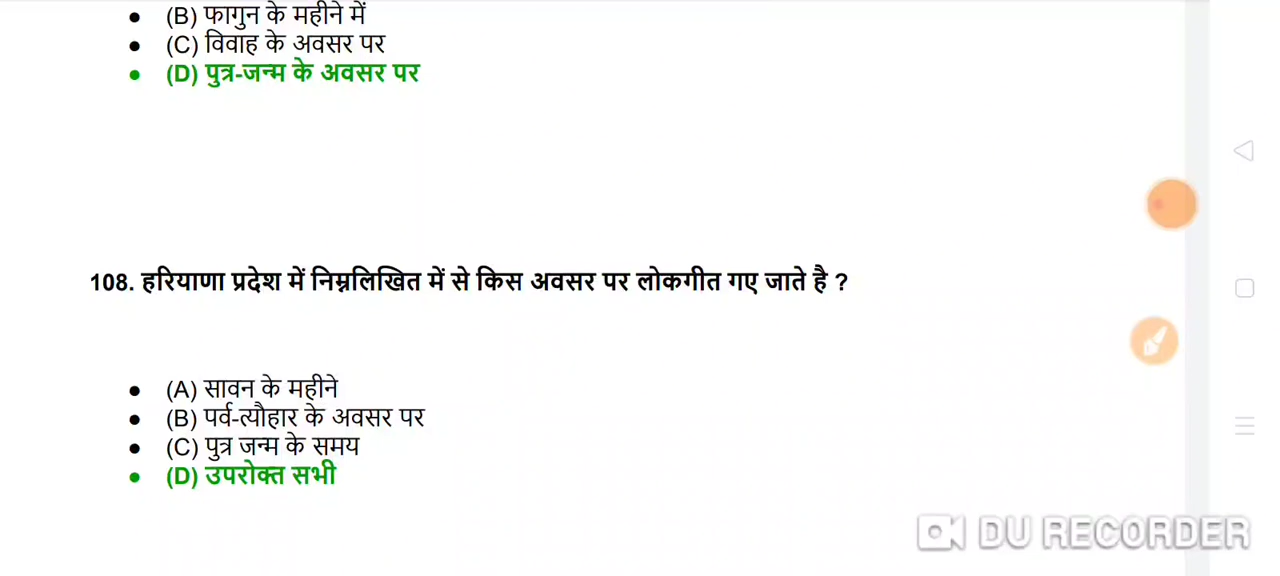 (B) फागुन के महीने में
(C) विवाह के अवसर पर
(D) पुत्र-जन्म के अवसर पर
108. हरियाणा प्रदेश में निम्नलिखित में से किस अवसर पर लोकगीत गए जाते है ?
(A) सावन के महीने
(B) पर्व-त्यौहार के अवसर पर
(C) पुत्र जन्म के समय
(D) उपरोक्त सभी
DU RECORDER